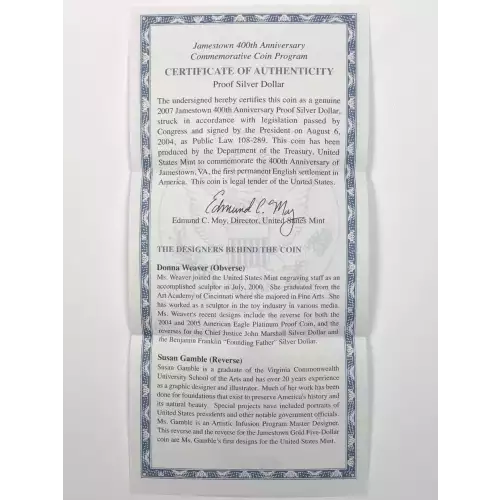 Jamestown 400th Anniversary
Commemorative Coin Program
CERTIFICATE OF AUTHENTICITY
Proof Silver Dollar
The undersigned hereby certifies this coin as a genuine
2007 Jamestown 400th Anniversary Proof Silver Dollar,
struck in accordance with legislation passed by
Congress and signed by the President on August 6,
2004, as Public Law 108-289. This coin has been
produced by the Department of the Treasury, United
States Mint to commemorate the 400th Anniversary of
Jamestown, VA, the first permanent English settlement in
America. This coin is legal tender of the United States.
Edmund C. Moy
Edmund C. Moy, Director, United States Mint
THE DESIGNERS BEHIND THE COIN
Donna Weaver (Obverse)
Ms. Weaver joined the United States Mint engraving staff as an
accomplished sculptor in July, 2000. She graduated from the
Art Academy of Cincinnati where she majored in Fine Arts. She
has worked as a sculptor in the toy industry in various media.
Ms. Weaver's recent designs include the reverse for both the
2004 and 2005 American Eagle Platinum Proof Coin, and the
reverses for the Chief Justice John Marshall Silver Dollar and
the Benjamin Franklin "Founding Father" Silver Dollar.
Susan Gamble (Reverse)
Susan Gamble is a graduate of the Virginia Commonwealth
University School of the Arts and has over 20 years experience
as a graphic designer and illustrator. Much of her work has been
done for foundations that exist to preserve America's history and
its natural beauty. Special projects have included portraits of
United States presidents and other notable government officials.
Ms. Gamble is an Artistic Infusion Program Master Designer.
This reverse and the reverse for the Jamestown Gold Five-Dollar
coin are Ms. Gamble's first designs for the United States Mint.